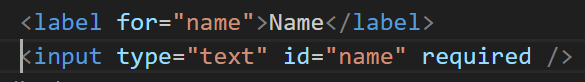 <label for="name">Name</label>
<input type="text" id="name" required />